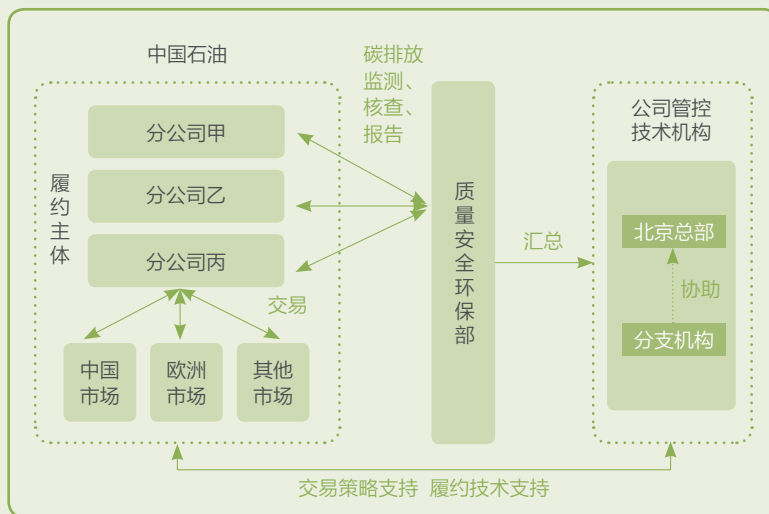 中国石油
履约主体
分公司甲
分公司乙
分公司丙
交易
中国
市场
欧洲
市场
其他
市场
碳排放
监测、
核查、
报告
质量安全环保部
汇总
公司管控
技术机构
北京总部
协助
分支机构
交易策略支持 履约技术支持